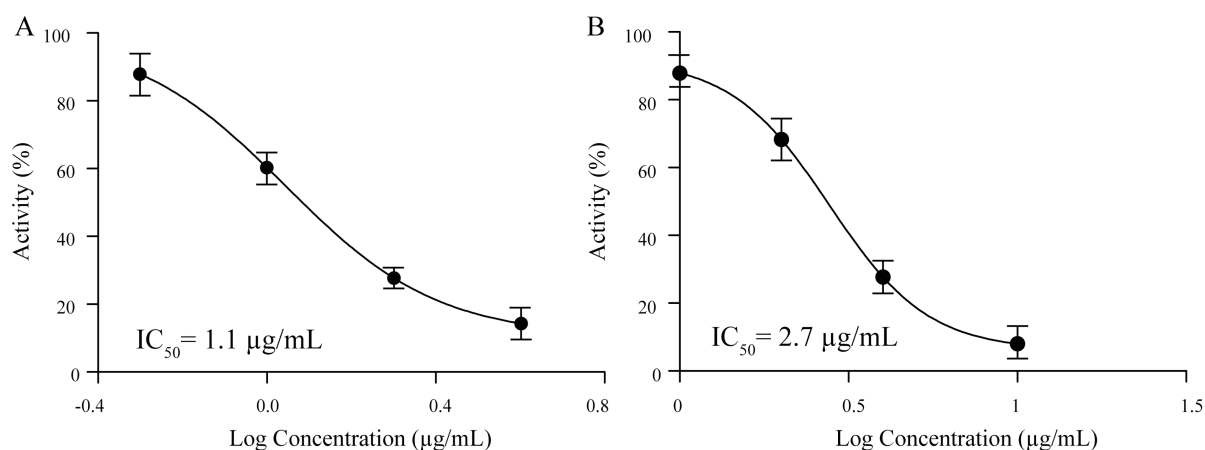 A
100
80
60
40
20
0
Activity (%)
IC50= 1.1 µg/mL
-0.4
0.0
0.4
0.8
Log Concentration (µg/mL)
B
100
80
60
40
20
0
Activity (%)
IC50= 2.7 µg/mL
0
0.5
1
1.5
Log Concentration (µg/mL)